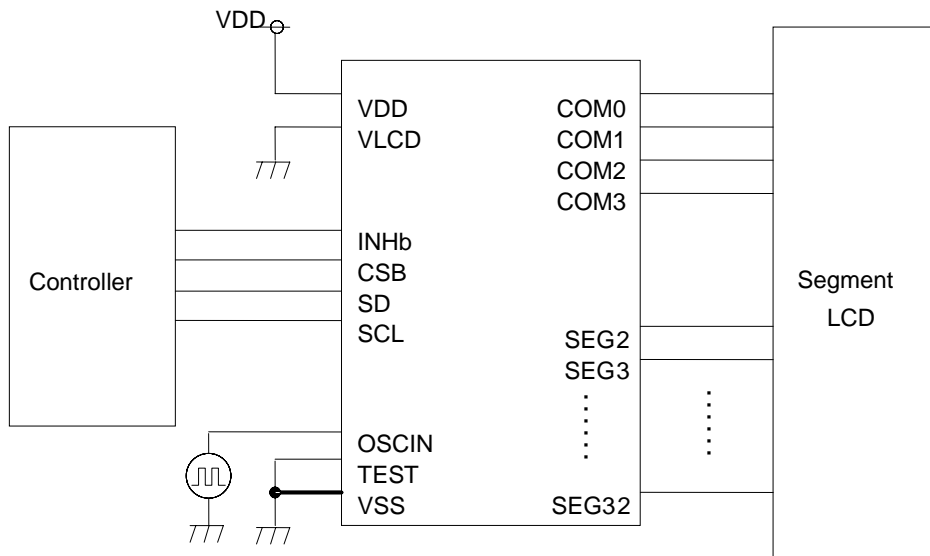 VDD
VDD
VLCD
INHb
CSB
SD
SCL
OSCIN
TEST
VSS
COM0
COM1
COM2
COM3
SEG2
SEG3
SEG32
Controller
Segment
LCD